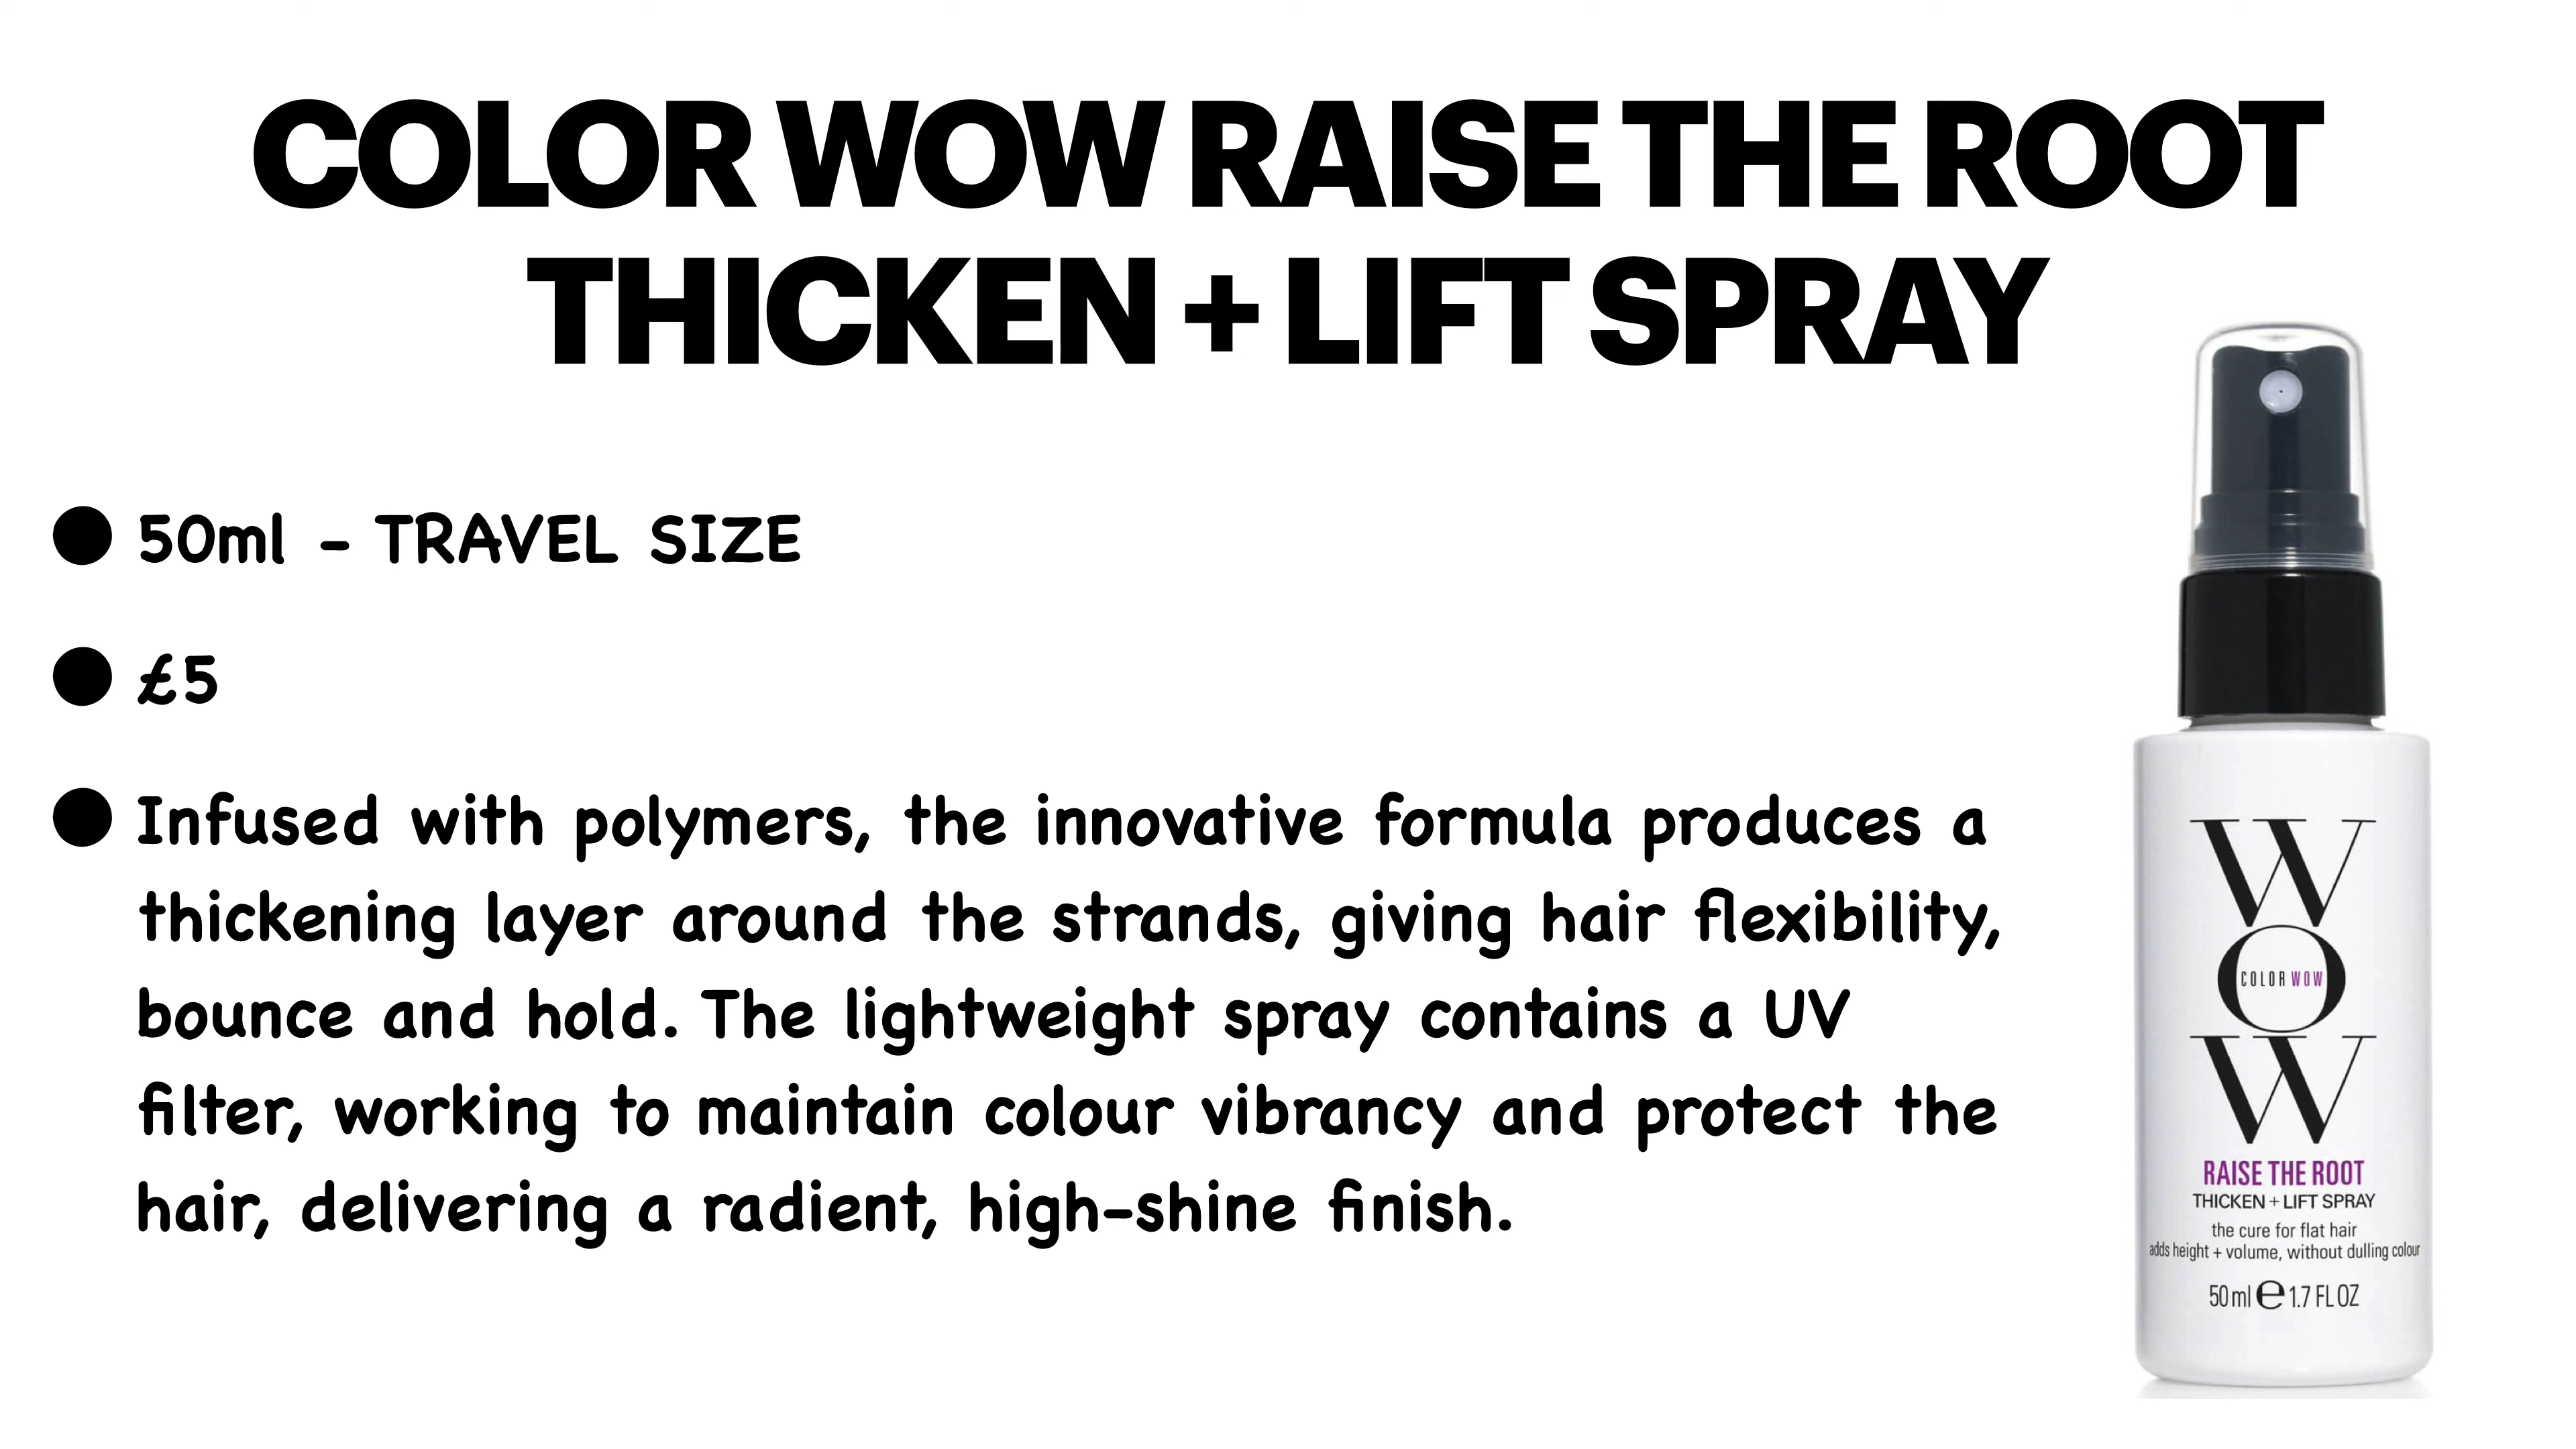 COLOR WOW RAISE THE ROOT
THICKEN + LIFT SPRAY
● 50ml - TRAVEL SIZE
● £5
● Infused with polymers, the innovative formula produces a
thickening layer around the strands, giving hair flexibility,
bounce and hold. The lightweight spray contains a UV
filter, working to maintain colour vibrancy and protect the
hair, delivering a radient, high-shine finish.
W
O
COLOR WOW
W
RAISE THE ROOT
THICKEN + LIFT SPRAY
the cure for flat hair
adds height + volume, without dulling colour
50 ml ℮ 1.7 FL OZ